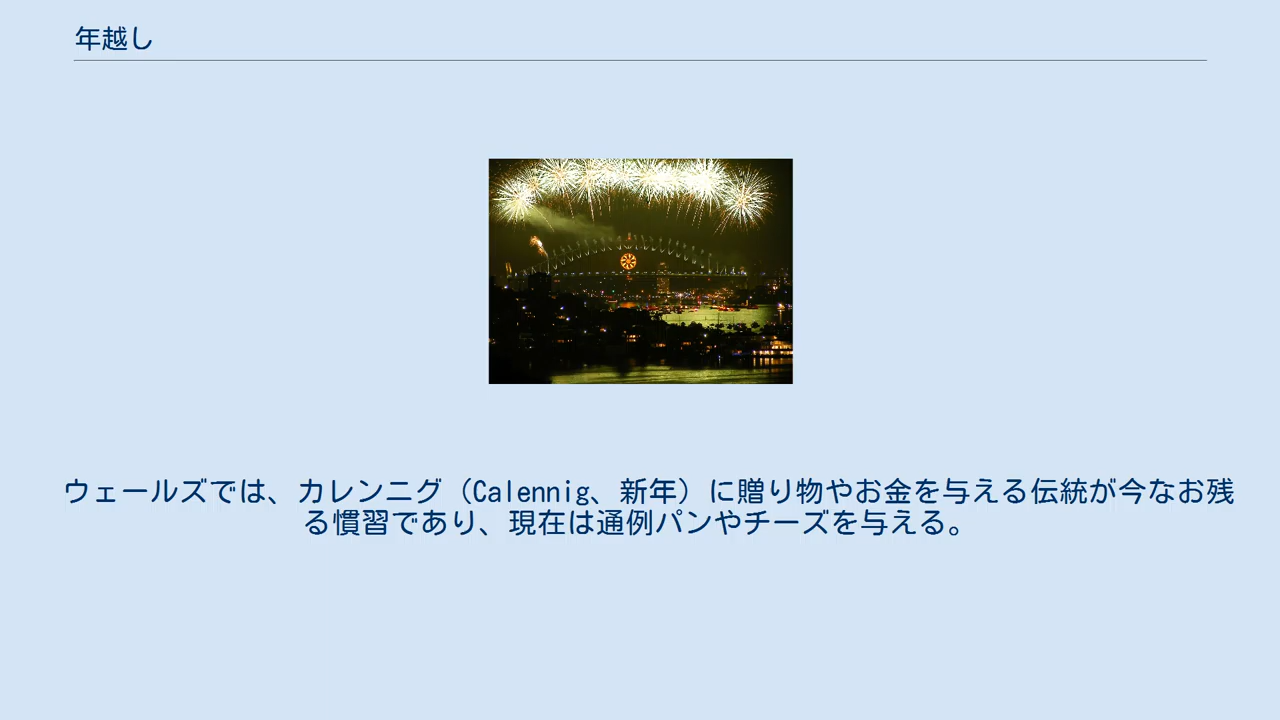 年越し
ウェールズでは、カレンニグ（Calennig、新年）に贈り物やお金を与える伝統が今なお残
る慣習であり、現在は通例パンやチーズを与える。